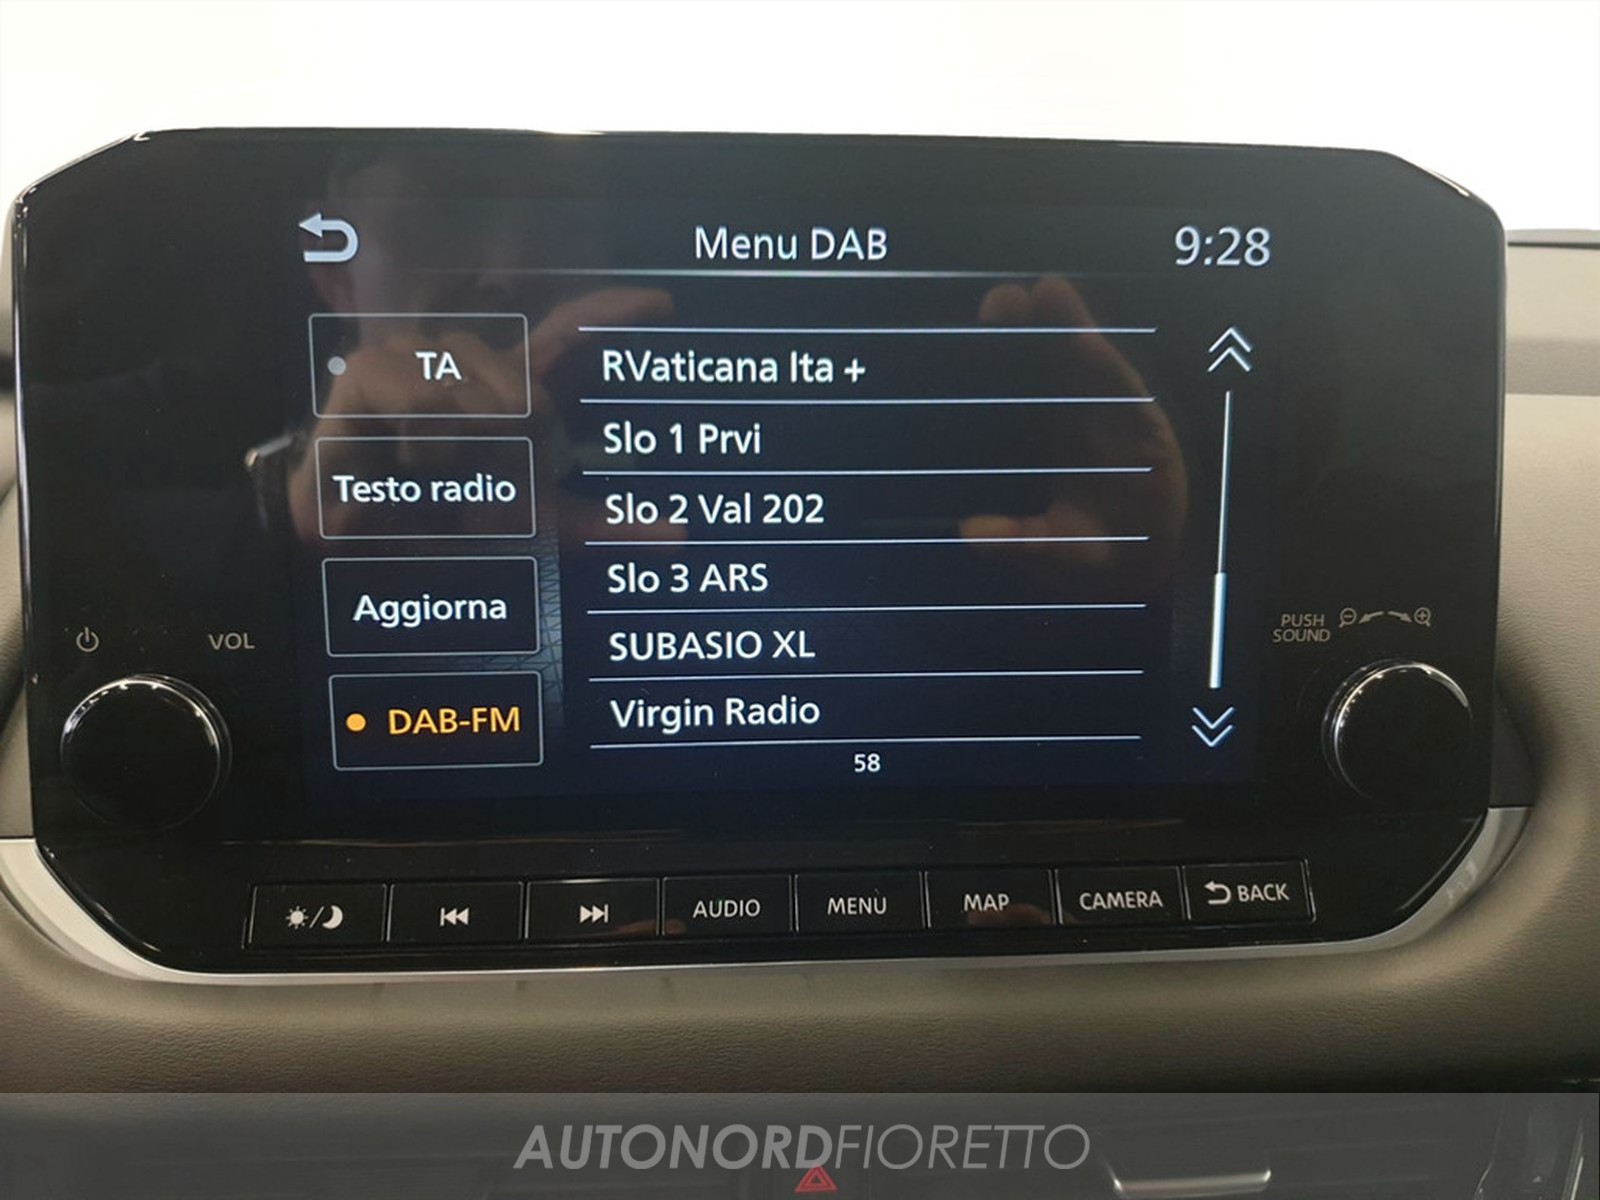 Menu DAB
9:28
TA
Testo radio
Aggiorna
DAB-FM
RVaticana Ita +
Slo 1 Prvi
Slo 2 Val 202
Slo 3 ARS
SUBASIO XL
Virgin Radio
58
VOL
PUSH
SOUND
AUDIO
MENU
MAP
CAMERA
BACK
AUTONORDFIORETTO